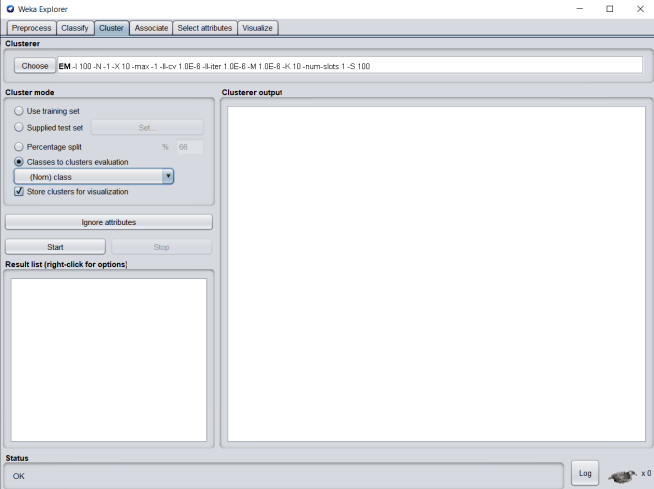 Weka Explorer
Preprocess Classify Cluster Associate Select attributes Visualize
Clusterer
Choose EM -I 100 -N -1 -X 10 -max -1 -ll-cv 1.0E-6 -ll-iter 1.0E-6 -M 1.0E-6 -K 10 -num-slots 1 -S 100
Cluster mode
Use training set
Supplied test set Set...
Percentage split % 66
Classes to clusters evaluation
(Nom) class
Store clusters for visualization
Ignore attributes
Start Stop
Result list (right-click for options)
Clusterer output
Status
OK
Log x 0